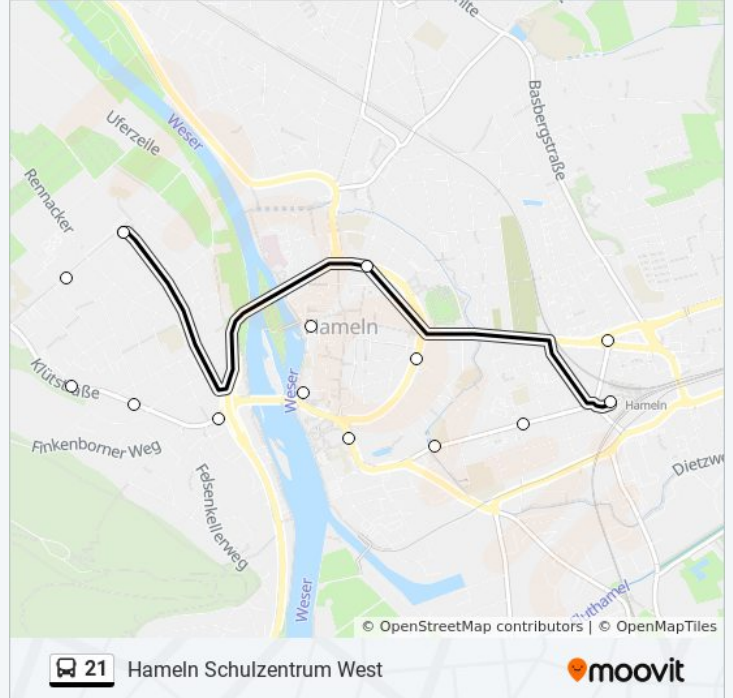 Basbergstraße
Uferzeile
Weser
Rennacker
Hameln
Klütstraße
Weser
Hameln
Finkenborner Weg
Felsenkellerweg
Weser
© OpenStreetMap contributors | © OpenMapTiles
21 Hameln Schulzentrum West
moovit